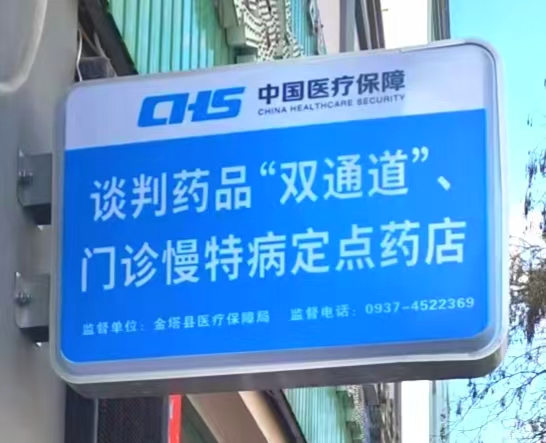 CHS 中国医疗保障
CHINA HEALTHCARE SECURITY
谈判药品“双通道”、
门诊慢特病定点药店
监督单位：金塔县医疗保障局 监督电话：0937-4522369